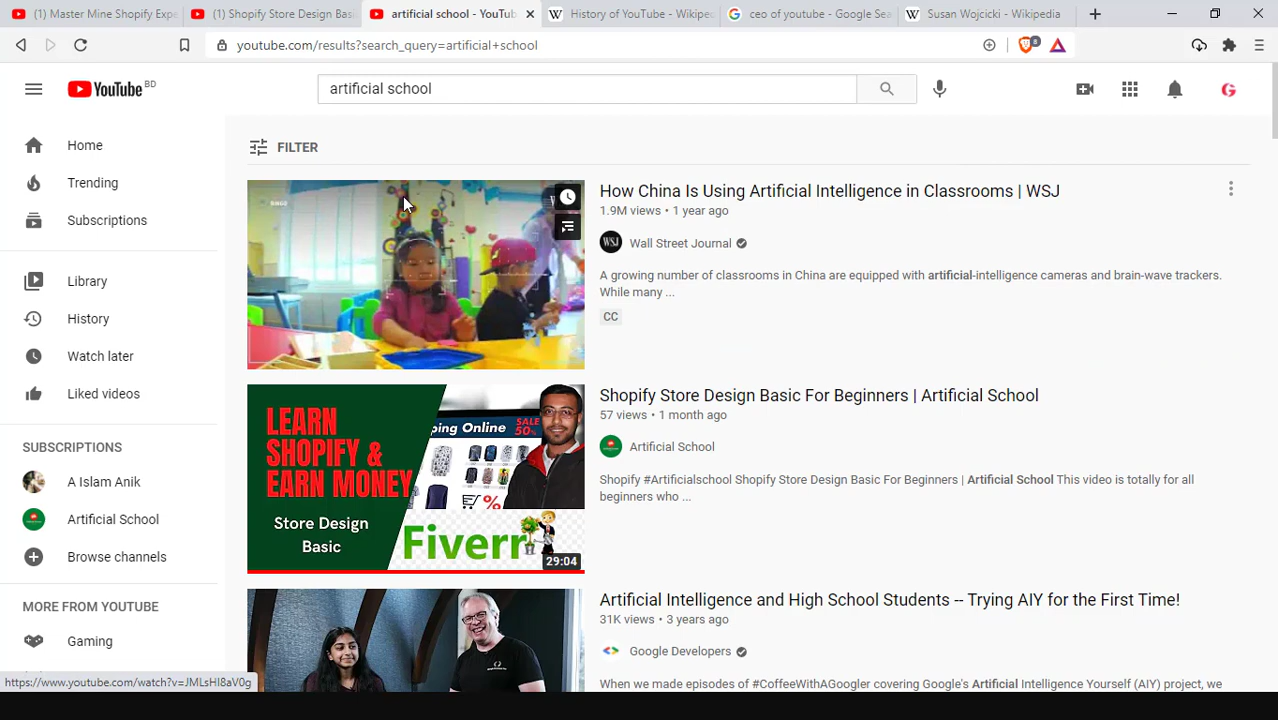 (1) Master Mine Shopify Expe
(1) Shopify Store Design Basi
artificial school - YouTub
History of YouTube - Wikipe
ceo of youtube - Google Sea
Susan Wojcicki - Wikipedia
youtube.com/results?search_query=artificial+school
8
YouTube BD
artificial school
Home
Trending
Subscriptions
Library
History
Watch later
Liked videos
SUBSCRIPTIONS
A Islam Anik
Artificial School
Browse channels
MORE FROM YOUTUBE
Gaming
https://www.youtube.com/watch?v=JMLsHI8aV0g
FILTER
How China Is Using Artificial Intelligence in Classrooms | WSJ
1.9M views • 1 year ago
WSJ
Wall Street Journal
A growing number of classrooms in China are equipped with artificial-intelligence cameras and brain-wave trackers.
While many ...
CC
LEARN
SHOPIFY &
EARN MONEY
Store Design
Basic
ping Online
SALE
50%
%
Fiverr
29:04
Shopify Store Design Basic For Beginners | Artificial School
57 views • 1 month ago
Artificial School
Shopify #Artificialschool Shopify Store Design Basic For Beginners | Artificial School This video is totally for all
beginners who ...
Artificial Intelligence and High School Students -- Trying AIY for the First Time!
31K views • 3 years ago
Google Developers
When we made episodes of #CoffeeWithAGoogler covering Google's Artificial Intelligence Yourself (AIY) project, we